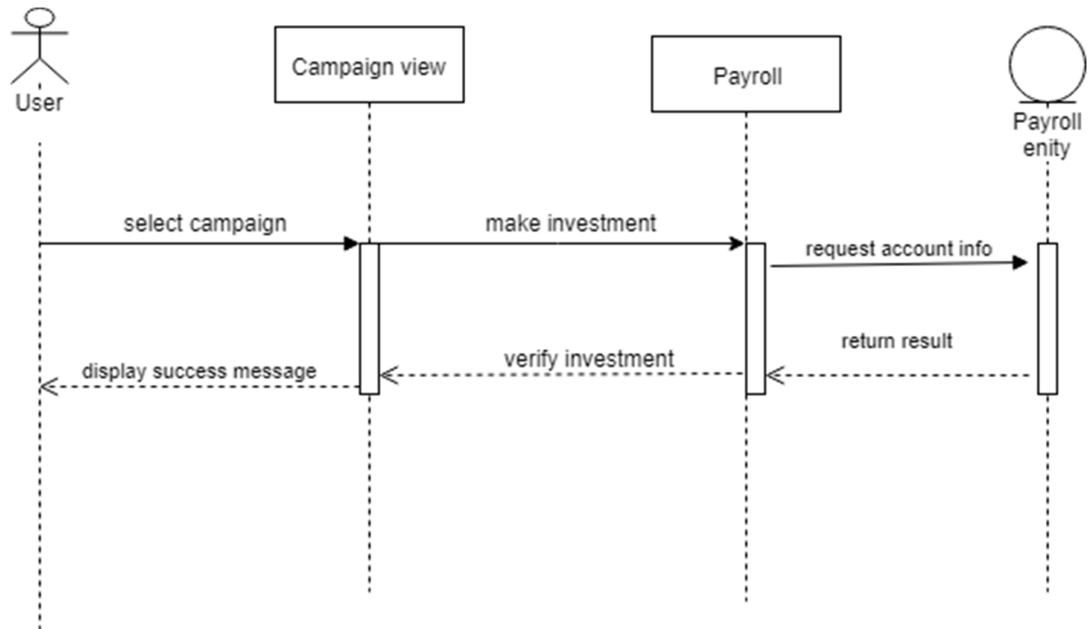 User
Campaign view
Payroll
Payroll
enity
select campaign
make investment
request account info
return result
verify investment
display success message